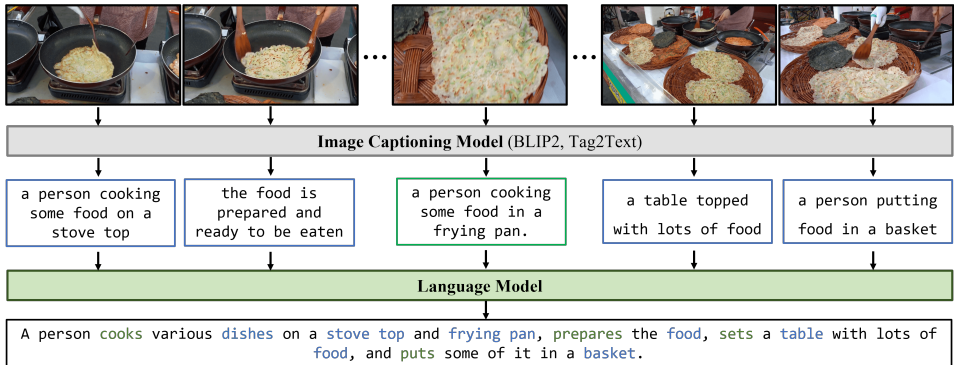 Image Captioning Model (BLIP2, Tag2Text)
a person cooking
some food on a
stove top
the food is
prepared and
ready to be eaten
a person cooking
some food in a
frying pan.
a table topped
with lots of food
a person putting
food in a basket
Language Model
A person cooks various dishes on a stove top and frying pan, prepares the food, sets a table with lots of
food, and puts some of it in a basket.